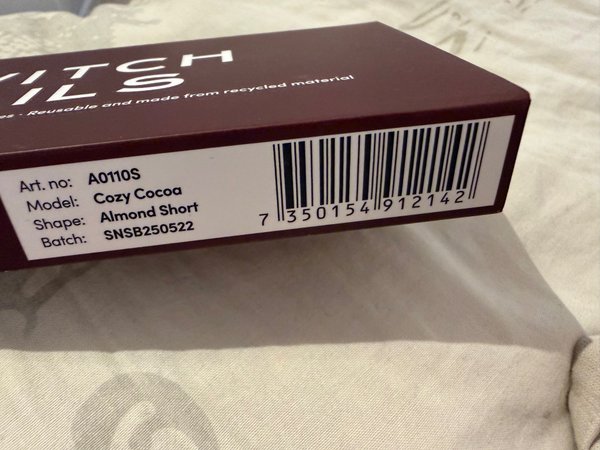 ITCH
ILS
· Reusable and made from recycled material
Art. no: A0110S
Model: Cozy Cocoa
Shape: Almond Short
Batch: SNSB250522
7 350154 912142